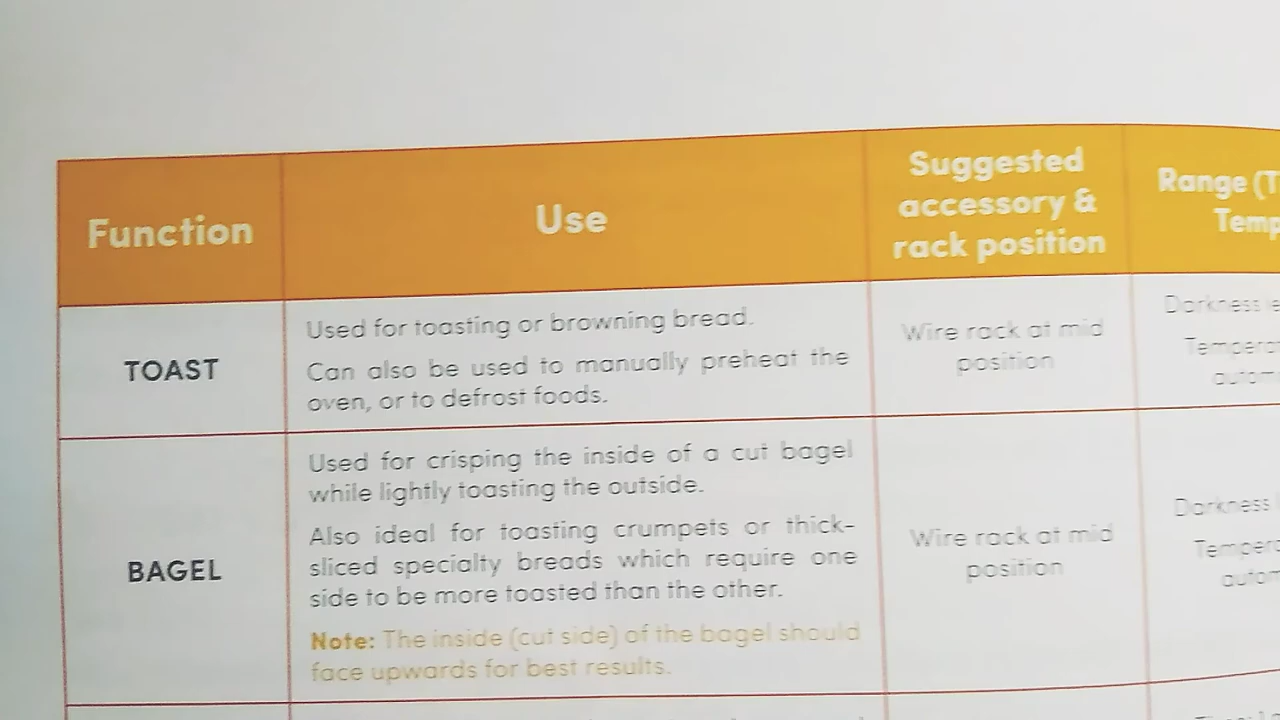 Function
Use
Suggested
accessory &
rack position
Range
TOAST
Used for toasting or browning bread.
Can also be used to manually preheat the
oven, or to defrost foods.
Wire rack at mid
position
Darkness
BAGEL
Used for crisping the inside of a cut bagel
while lightly toasting the outside.
Also ideal for toasting crumpets or thick-
sliced specialty breads which require one
side to be more toasted than the other.
Note: The inside (cut side) of the bagel should
face upwards for best results.
Wire rack at mid
position
Darkness